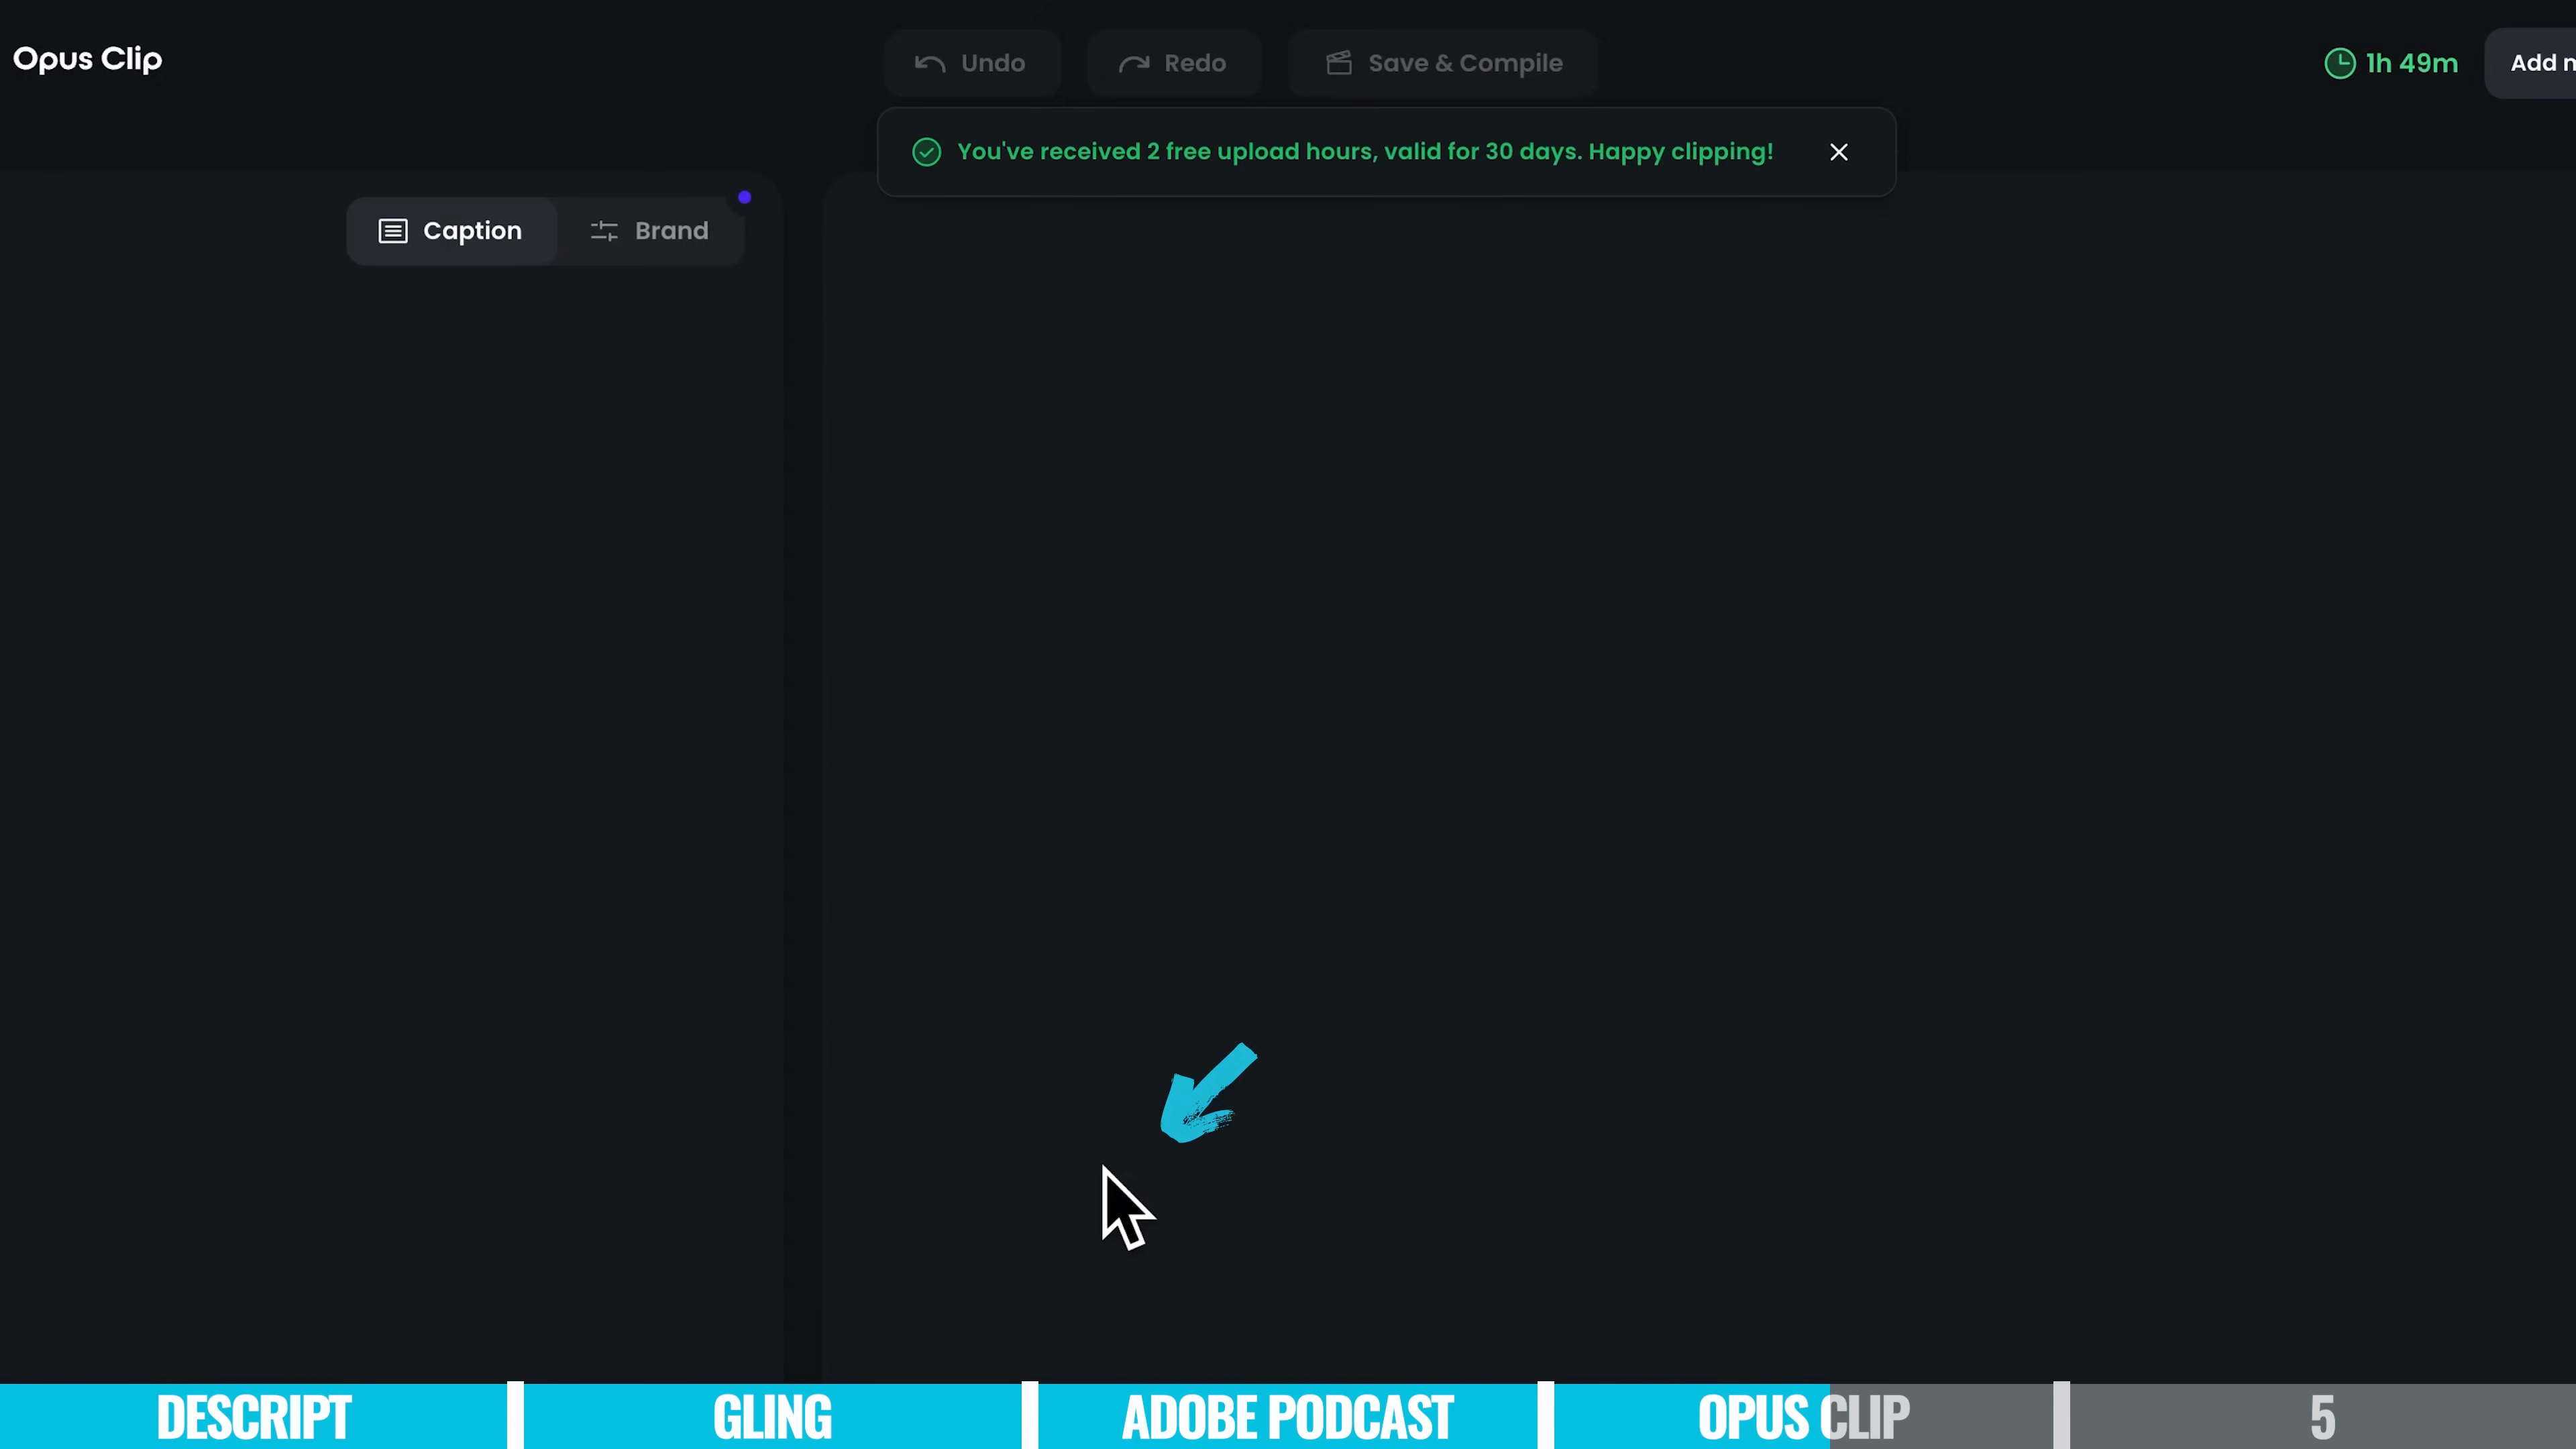 Opus Clip
Undo
Redo
Save & Compile
1h 49m
Add
You've received 2 free upload hours, valid for 30 days. Happy clipping!
Caption
Brand
DESCRIPT
GLING
ADOBE PODCAST
OPUS CLIP
5